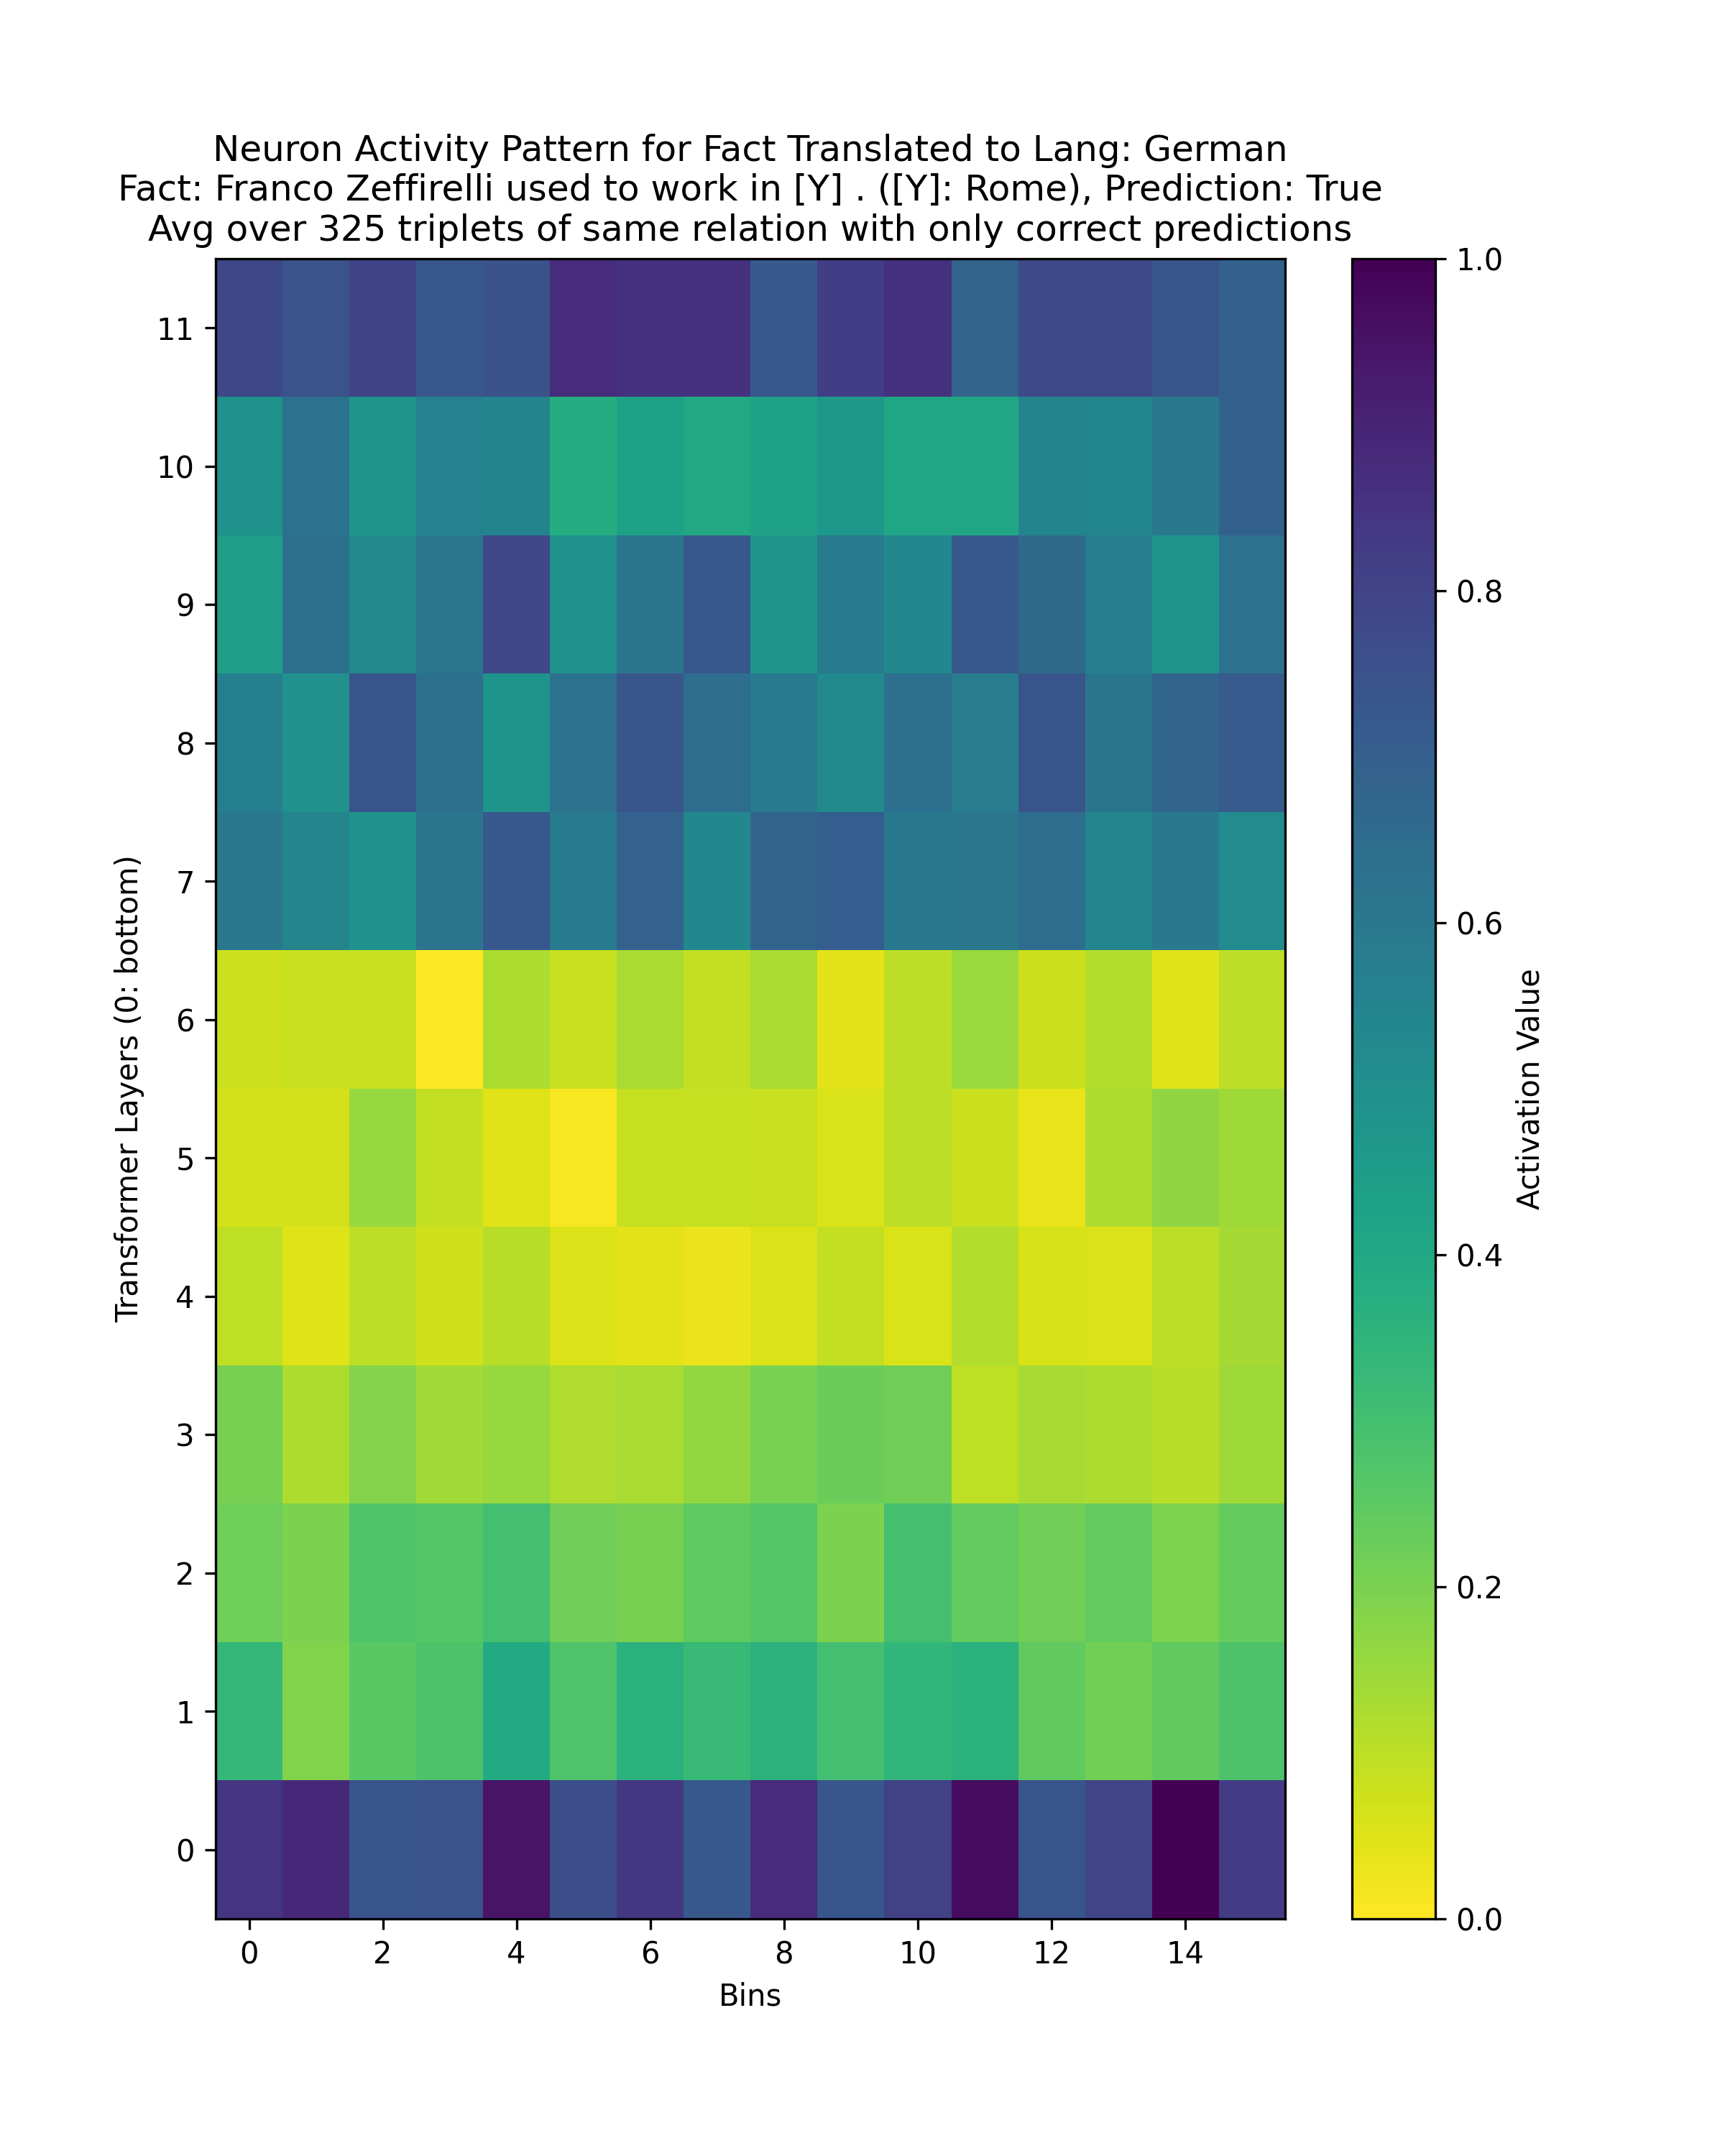 Neuron Activity Pattern for Fact Translated to Lang: German
Fact: Franco Zeffirelli used to work in [Y] . ([Y]: Rome), Prediction: True
Avg over 325 triplets of same relation with only correct predictions
Transformer Layers (0: bottom)
11
10
9
8
7
6
5
4
3
2
1
0
0 2 4 6 8 10 12 14
Bins
1.0
0.8
0.6
0.4
0.2
0.0
Activation Value